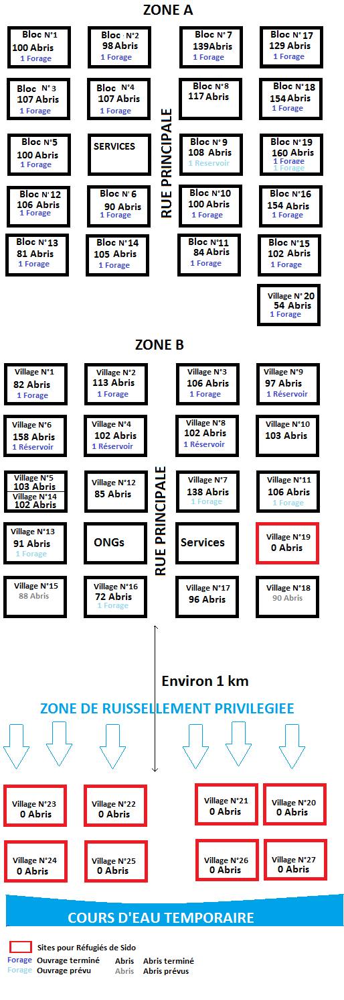 ZONE A
Bloc N°1
100 Abris
1 Forage
Bloc N°2
98 Abris
1 Forage
Bloc N°7
139 Abris
1 Forage
Bloc N°17
129 Abris
1 Forage
Bloc N°3
107 Abris
1 Forage
Bloc N°4
107 Abris
1 Forage
Bloc N°8
117 Abris
Bloc N°18
154 Abris
1 Forage
RUE PRINCIPALE
Bloc N°5
100 Abris
1 Forage
SERVICES
Bloc N°9
108 Abris
1 Reservoir
Bloc N°19
160 Abris
1 Forage
1 Forage
Bloc N°12
106 Abris
1 Forage
Bloc N°6
90 Abris
1 Forage
Bloc N°10
100 Abris
1 Forage
Bloc N°16
154 Abris
1 Forage
Bloc N°13
81 Abris
1 Forage
Bloc N°14
105 Abris
1 Forage
Bloc N°11
84 Abris
1 Forage
Bloc N°15
102 Abris
1 Forage
Village N°20
54 Abris
1 Forage
ZONE B
Village N°1
82 Abris
1 Forage
Village N°2
113 Abris
1 Forage
Village N°3
106 Abris
1 Forage
Village N°9
97 Abris
1 Réservoir
Village N°6
158 Abris
1 Réservoir
Village N°4
102 Abris
1 Réservoir
Village N°8
102 Abris
1 Réservoir
Village N°10
103 Abris
RUE PRINCIPALE
Village N°5
103 Abris
Village N°14
102 Abris
Village N°12
85 Abris
Village N°7
138 Abris
1 Forage
Village N°11
106 Abris
1 Forage
Village N°13
91 Abris
1 Forage
ONGs
Services
Village N°19
0 Abris
Village N°15
88 Abris
Village N°16
72 Abris
1 Forage
Village N°17
96 Abris
Village N°18
90 Abris
Environ 1 km
ZONE DE RUISSELLEMENT PRIVILEGIEE
Village N°23
0 Abris
Village N°22
0 Abris
Village N°21
0 Abris
Village N°20
0 Abris
Village N°24
0 Abris
Village N°25
0 Abris
Village N°26
0 Abris
Village N°27
0 Abris
COURS D'EAU TEMPORAIRE
Sites pour Réfugiés de Sido
Forage Ouvrage terminé Abris Abris terminé
Forage Ouvrage prévu Abris Abris prévus